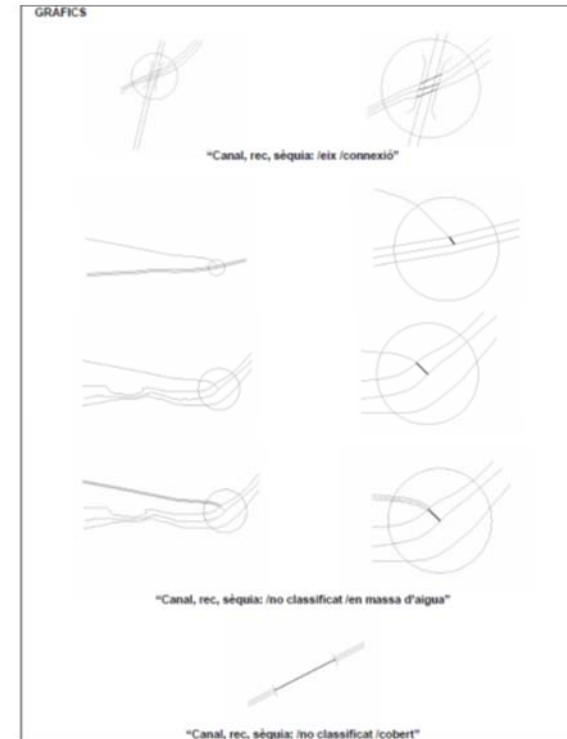 GRÀFICS
"Canal, rec, sèquia: /eix /connexió"
"Canal, rec, sèquia: /no classificat /en massa d'aigua"
"Canal, rec, sèquia: /no classificat /cobert"